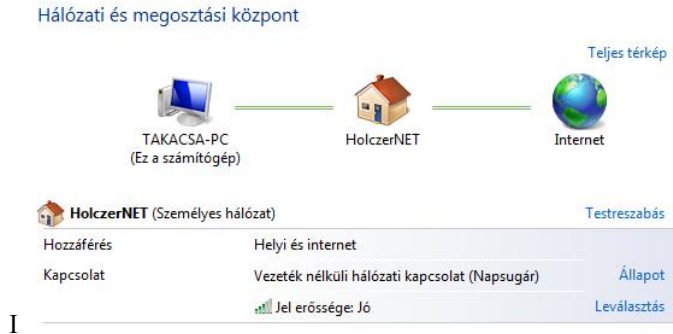 Hálózati és megosztási központ
Teljes térkép
TAKACSA-PC
(Ez a számítógép)
HolczerNET
Internet
HolczerNET (Személyes hálózat)
Testreszabás
Hozzáférés
Helyi és internet
Kapcsolat
Vezeték nélküli hálózati kapcsolat (Napsugár)
Állapot
Jel erőssége: Jó
Leválasztás
I